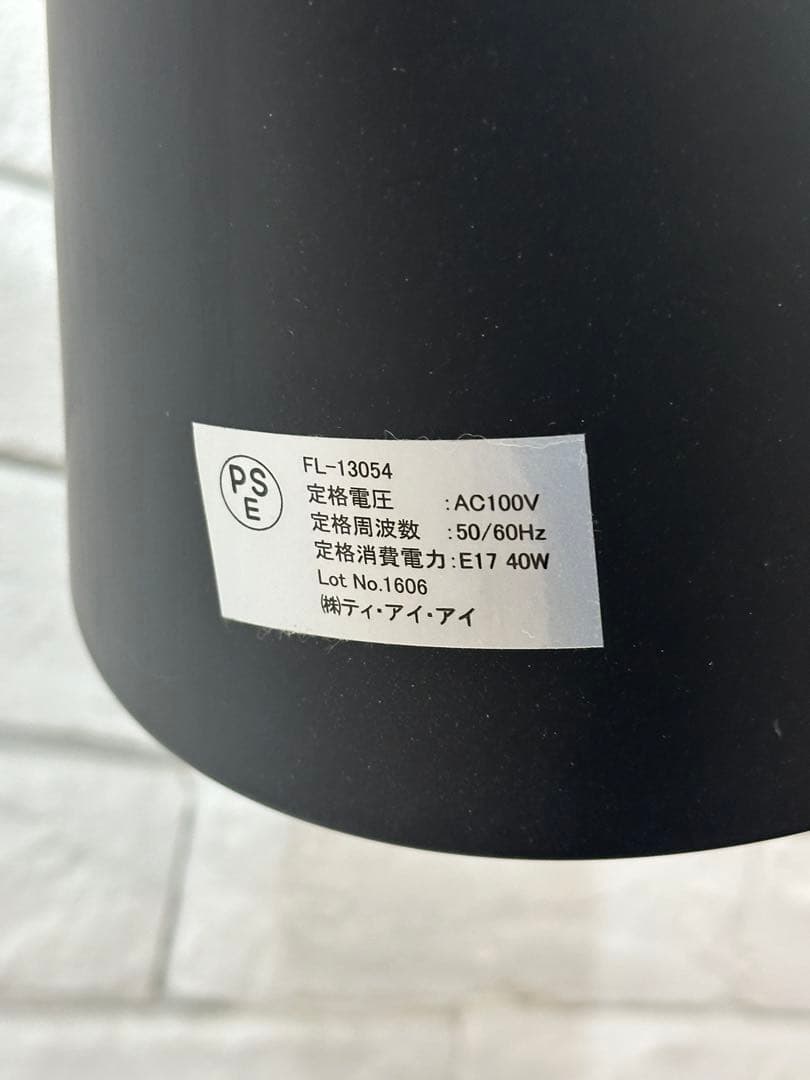 PS
E
FL-13054
定格電圧 :AC100V
定格周波数 :50/60Hz
定格消費電力:E17 40W
Lot No.1606
㈱ティ・アイ・アイ